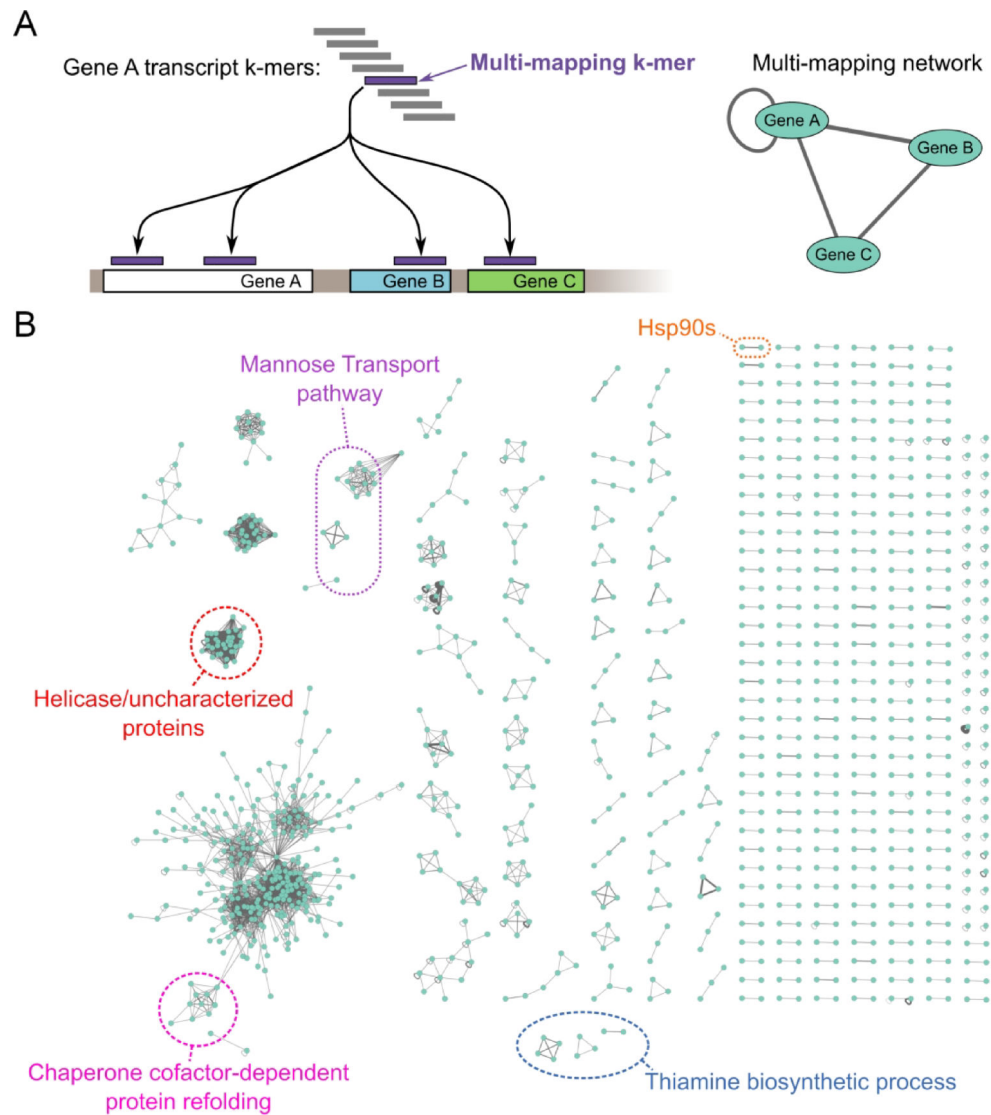 A
Gene A transcript k-mers:
Multi-mapping k-mer
Multi-mapping network
Gene A
Gene B
Gene C
Gene A
Gene B
Gene C
B
Hsp90s
Mannose Transport
pathway
Helicase/uncharacterized
proteins
Chaperone cofactor-dependent
protein refolding
Thiamine biosynthetic process